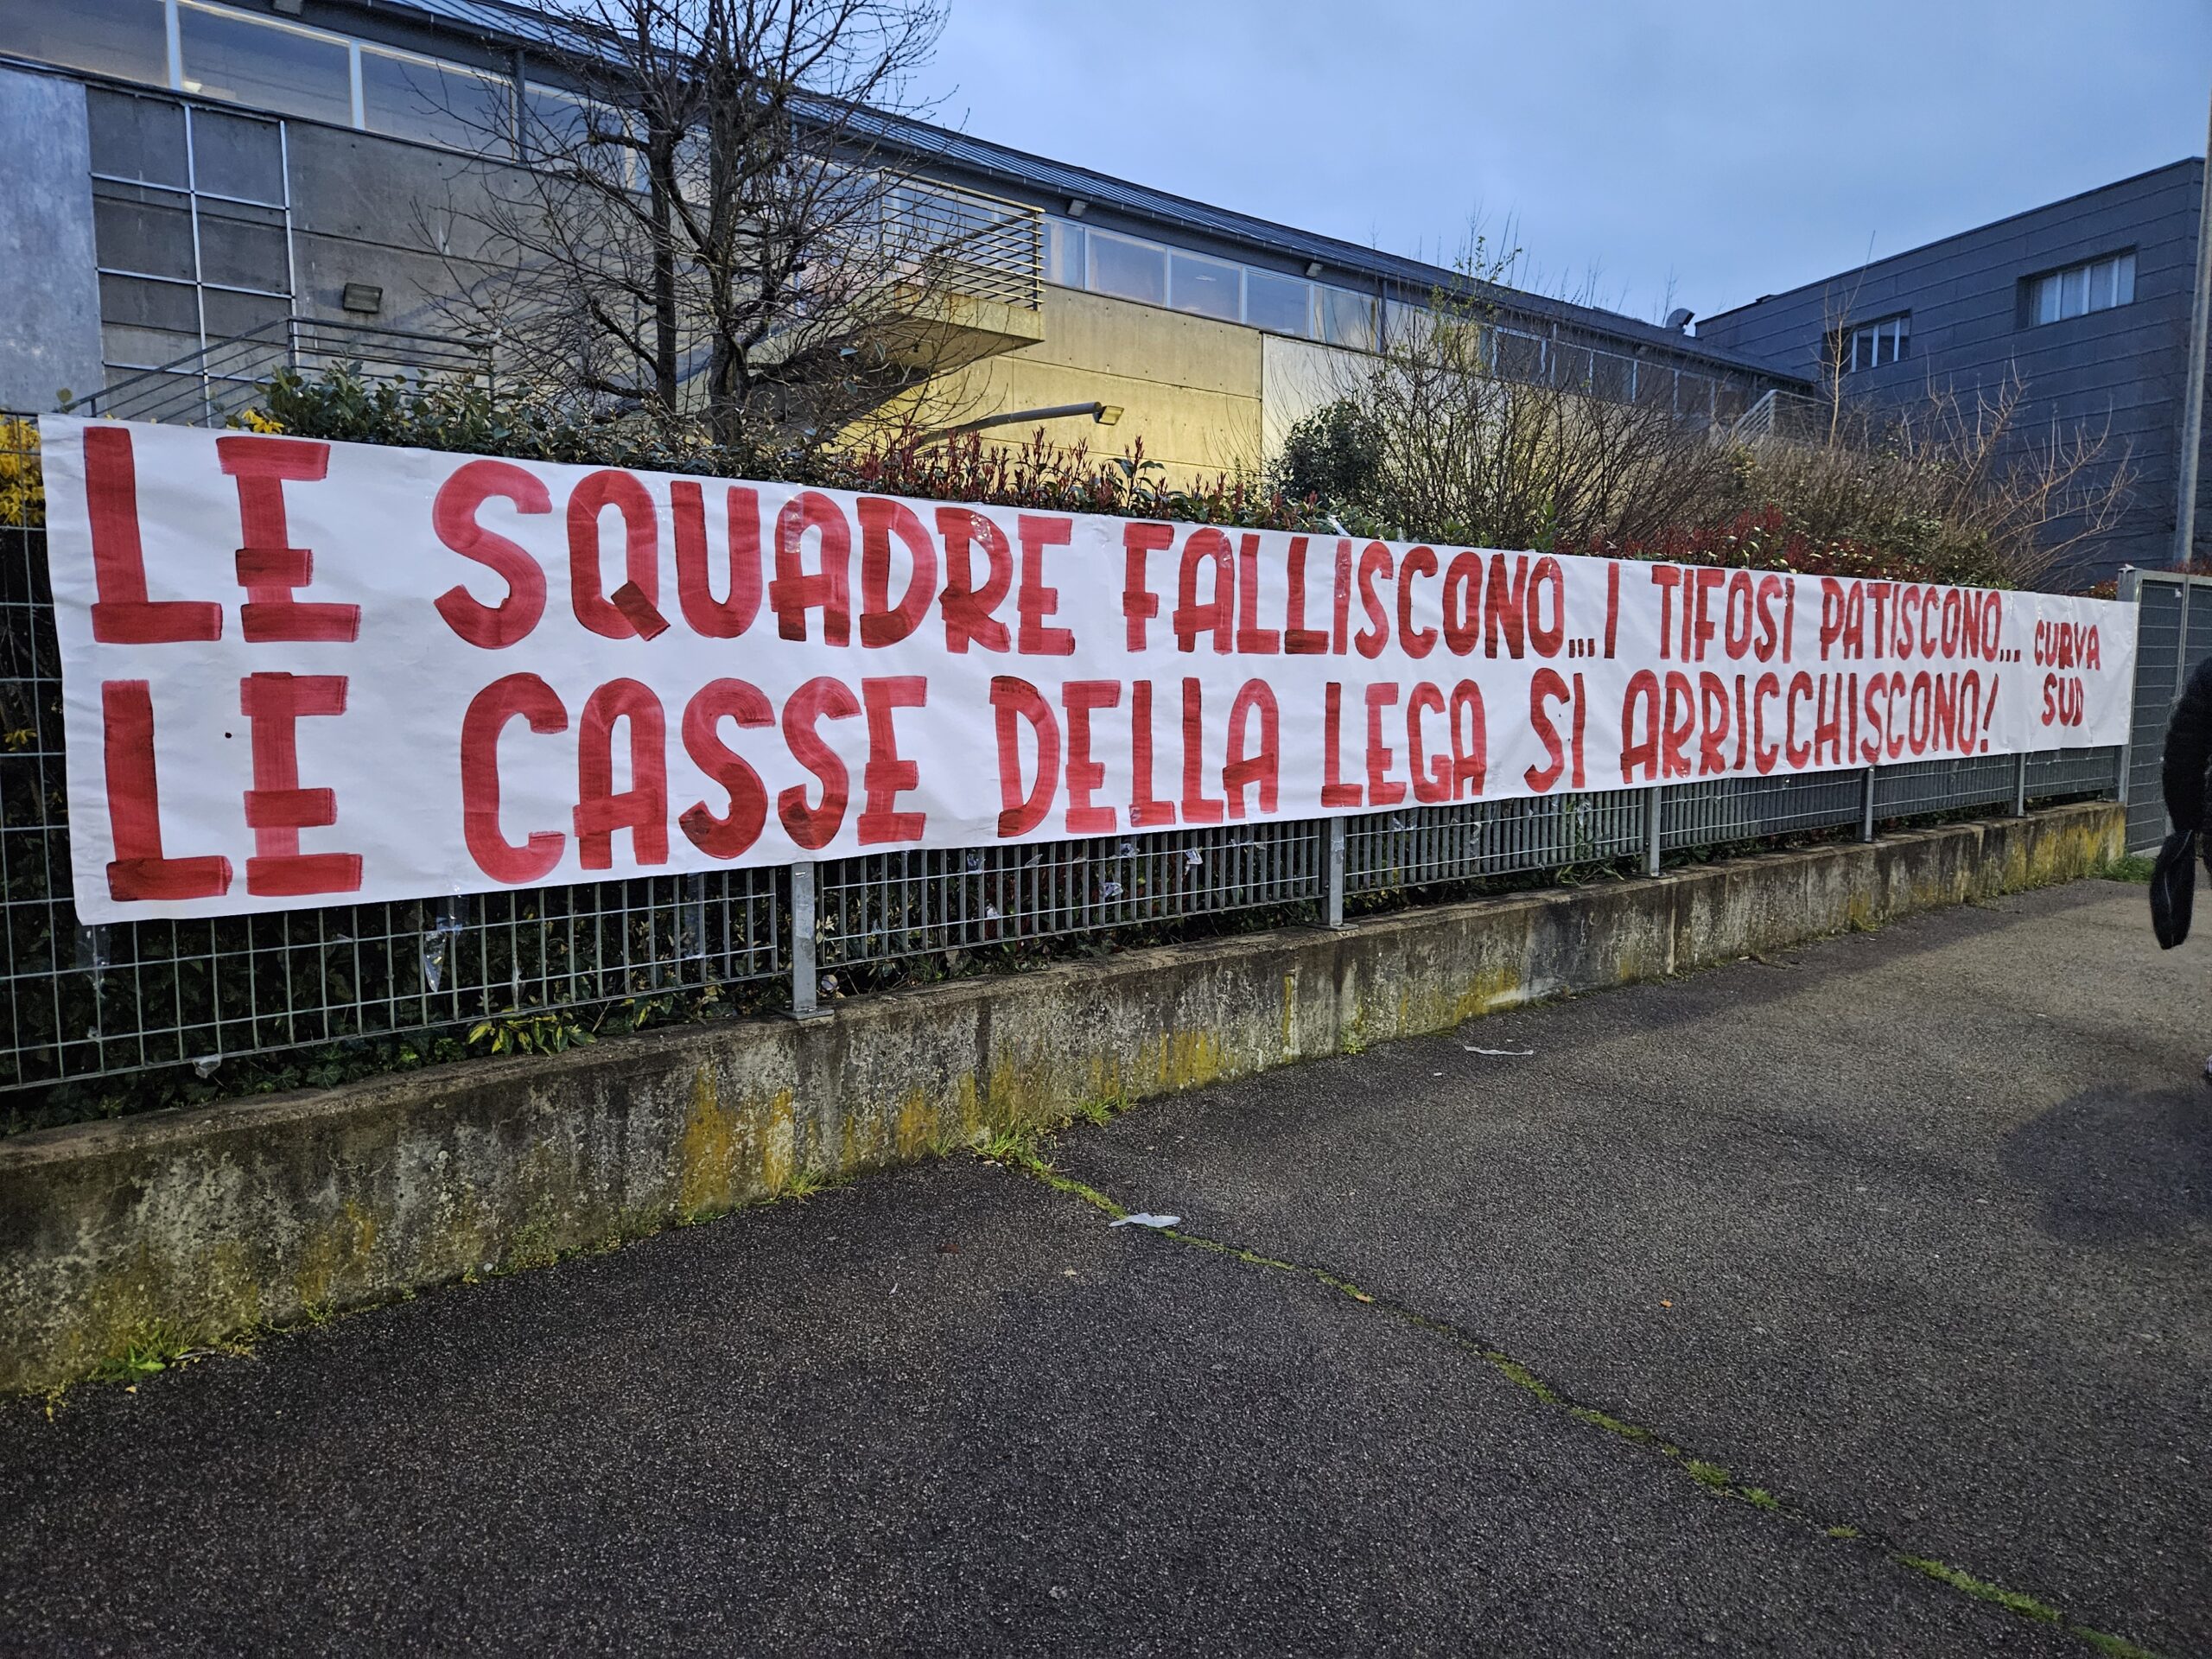 LE SQUADRE FALLISCONO... I TIFOSI PATISCONO...
LE CASSE DELLA LEGA SI ARRICCHISCONO!
CURVA
SUD